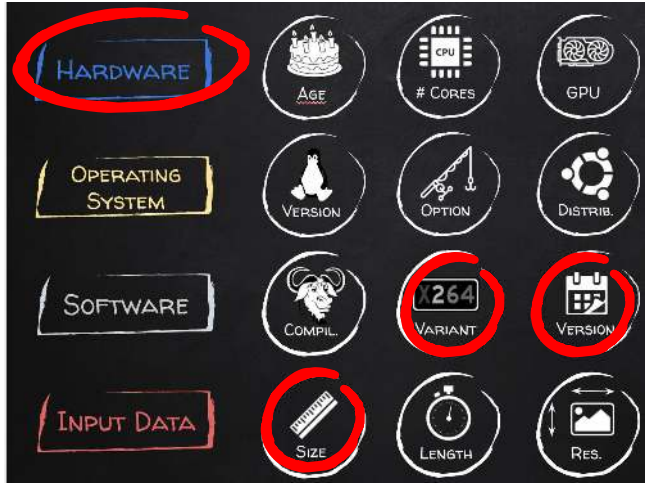 HARDWARE
AGE
CPU
# CORES
GPU
OPERATING
SYSTEM
VERSION
OPTION
DISTRIB.
SOFTWARE
COMPIL.
X264
VARIANT
VERSION
INPUT DATA
SIZE
LENGTH
RES.